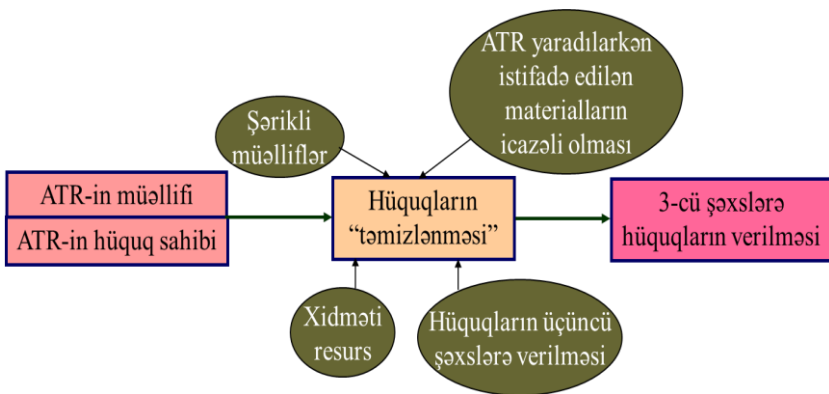 ATR yaradılarkən
istifadə edilən
materialların
icazəli olması
Şərikli
müəlliflər
ATR-in müəllifi
ATR-in hüquq sahibi
Hüquqların
“təmizlənməsi”
3-cü şəxslərə
hüquqların verilməsi
Xidməti
resurs
Hüquqların üçüncü
şəxslərə verilməsi